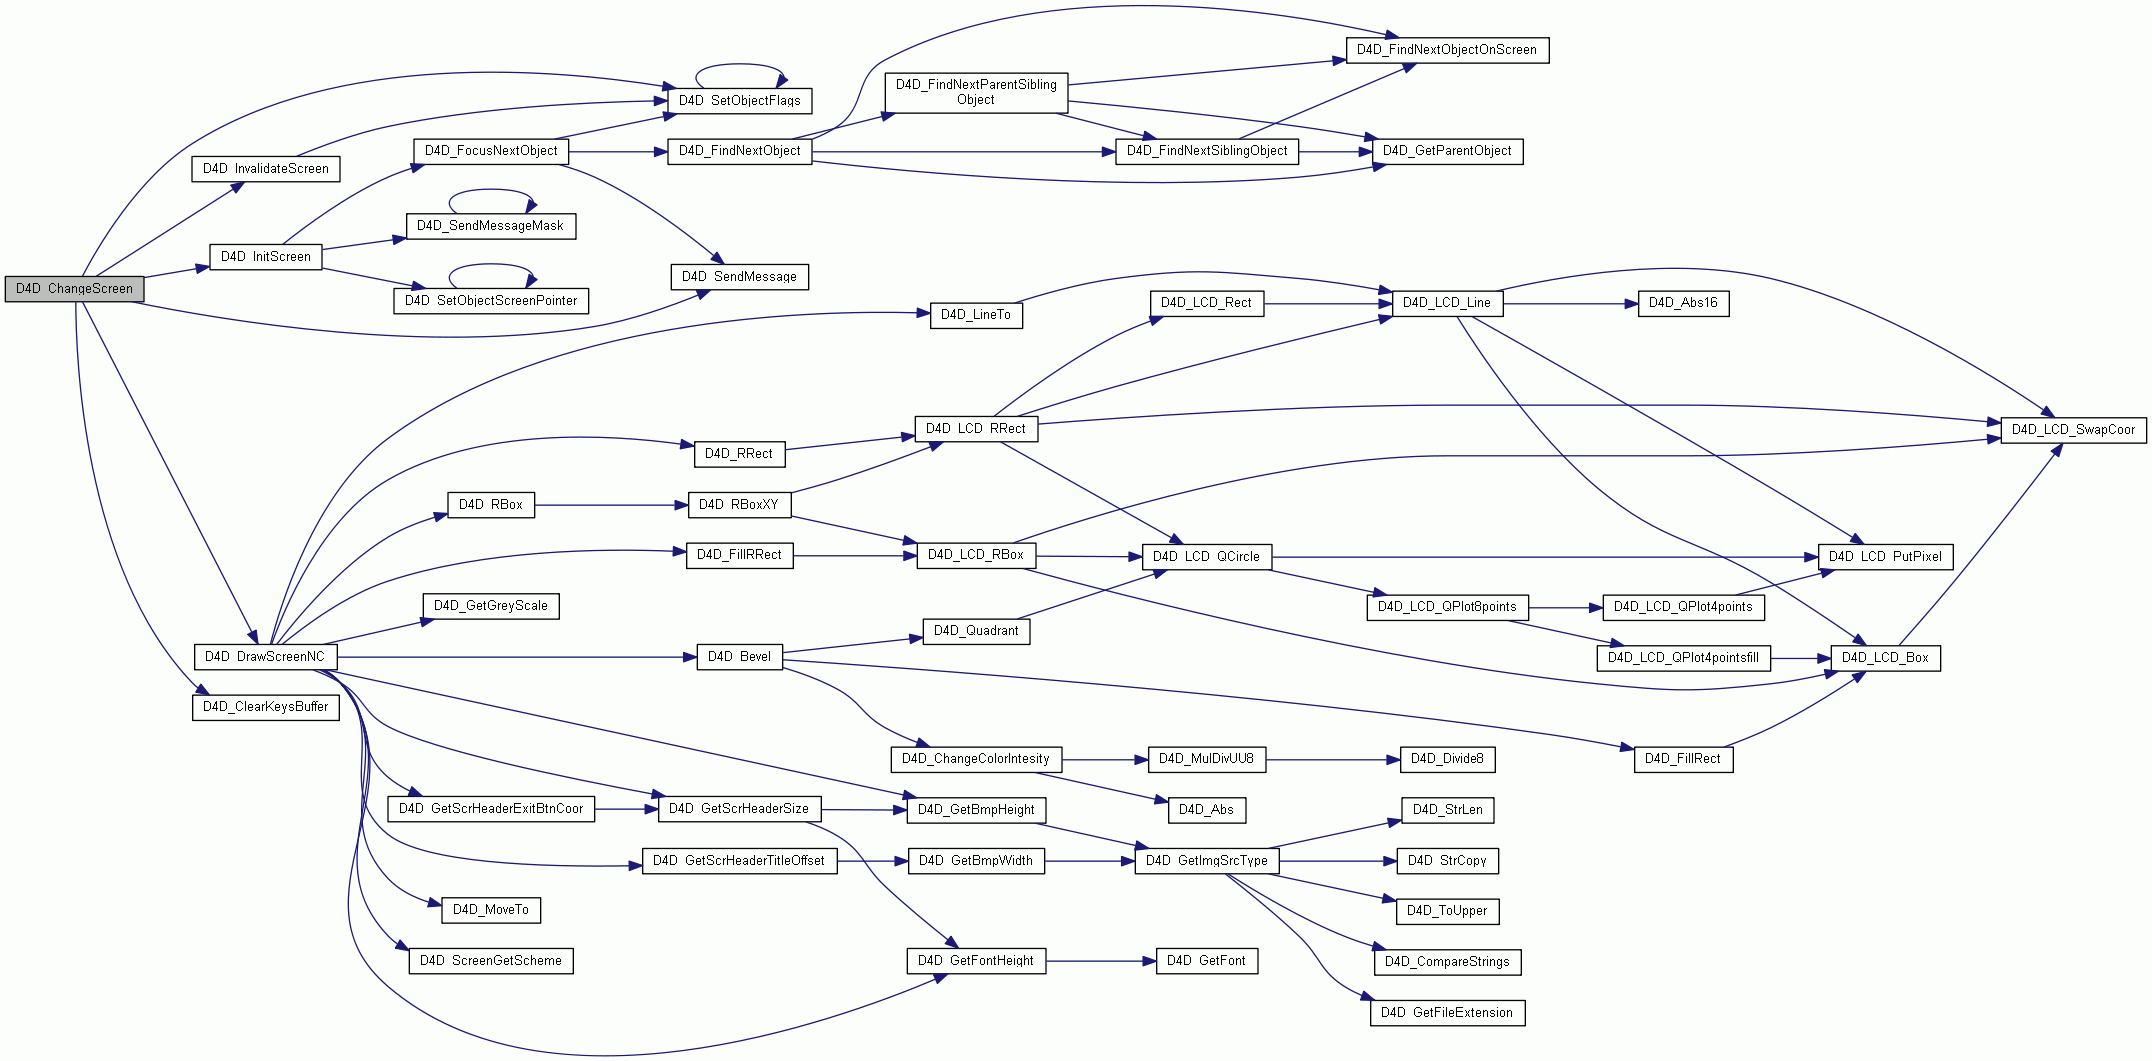 D4D_FindNextObjectOnScreen
D4D_FindNextParentSibling
Object
D4D_SetObjectFlags
D4D_FocusNextObject
D4D_FindNextObject
D4D_FindNextSiblingObject
D4D_GetParentObject
D4D_InvalidateScreen
D4D_SendMessageMask
D4D_InitScreen
D4D_SendMessage
D4D_ChangeScreen
D4D_SetObjectScreenPointer
D4D_LineTo
D4D_LCD_Rect
D4D_LCD_Line
D4D_Abs16
D4D_LCD_RRect
D4D_LCD_SwapCoor
D4D_RRect
D4D_RBox
D4D_RBoxXY
D4D_FillRRect
D4D_LCD_RBox
D4D_LCD_QCircle
D4D_LCD_PutPixel
D4D_GetGreyScale
D4D_LCD_QPlot8points
D4D_LCD_QPlot4points
D4D_Quadrant
D4D_DrawScreenNC
D4D_Bevel
D4D_LCD_QPlot4pointsfill
D4D_LCD_Box
D4D_ClearKeysBuffer
D4D_ChangeColorIntesity
D4D_MulDivUU8
D4D_Divide8
D4D_FillRect
D4D_GetScrHeaderExitBtnCoor
D4D_GetScrHeaderSize
D4D_GetBmpHeight
D4D_Abs
D4D_StrLen
D4D_GetScrHeaderTitleOffset
D4D_GetBmpWidth
D4D_GetImgSrcType
D4D_StrCopy
D4D_MoveTo
D4D_ToUpper
D4D_ScreenGetScheme
D4D_GetFontHeight
D4D_GetFont
D4D_CompareStrings
D4D_GetFileExtension